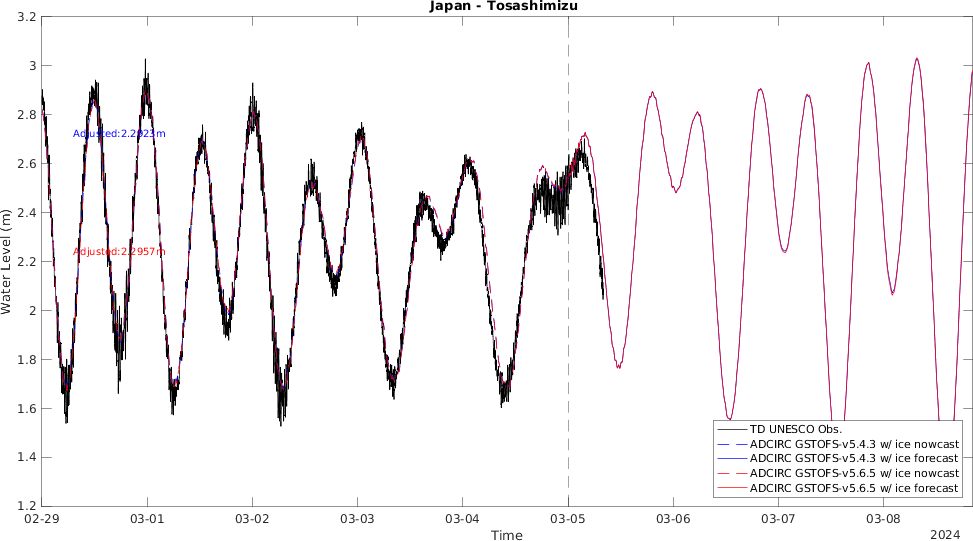 Japan - Tosashimizu
3.2
3
2.8
2.6
2.4
2.2
2
1.8
1.6
1.4
1.2
Water Level (m)
Adjusted:2.2923m
Adjusted:2.2957m
TD UNESCO Obs.
ADCIRC GSTOFS-v5.4.3 w/ ice nowcast
ADCIRC GSTOFS-v5.4.3 w/ ice forecast
ADCIRC GSTOFS-v5.6.5 w/ ice nowcast
ADCIRC GSTOFS-v5.6.5 w/ ice forecast
02-29 03-01 03-02 03-03 03-04 03-05 03-06 03-07 03-08
Time
2024